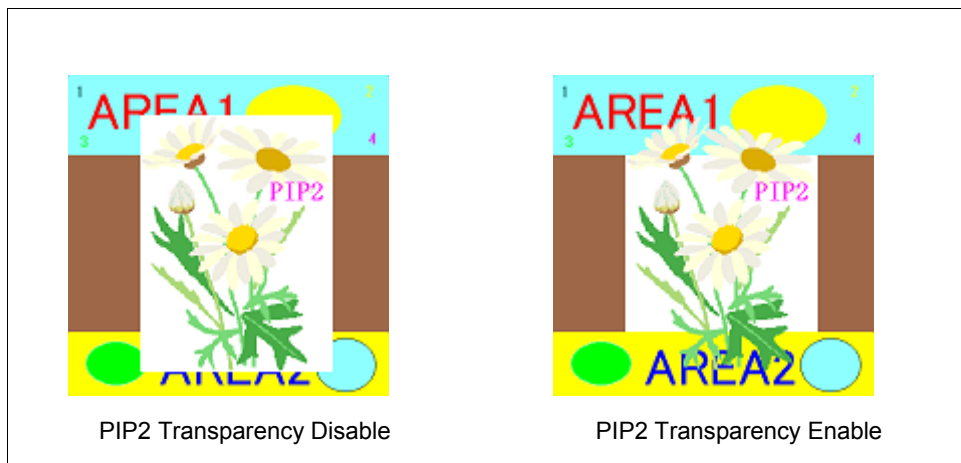 1 2
AREA1
3 4
PIP2
AREA2
PIP2 Transparency Disable
1 2
AREA1
3 4
PIP2
AREA2
PIP2 Transparency Enable